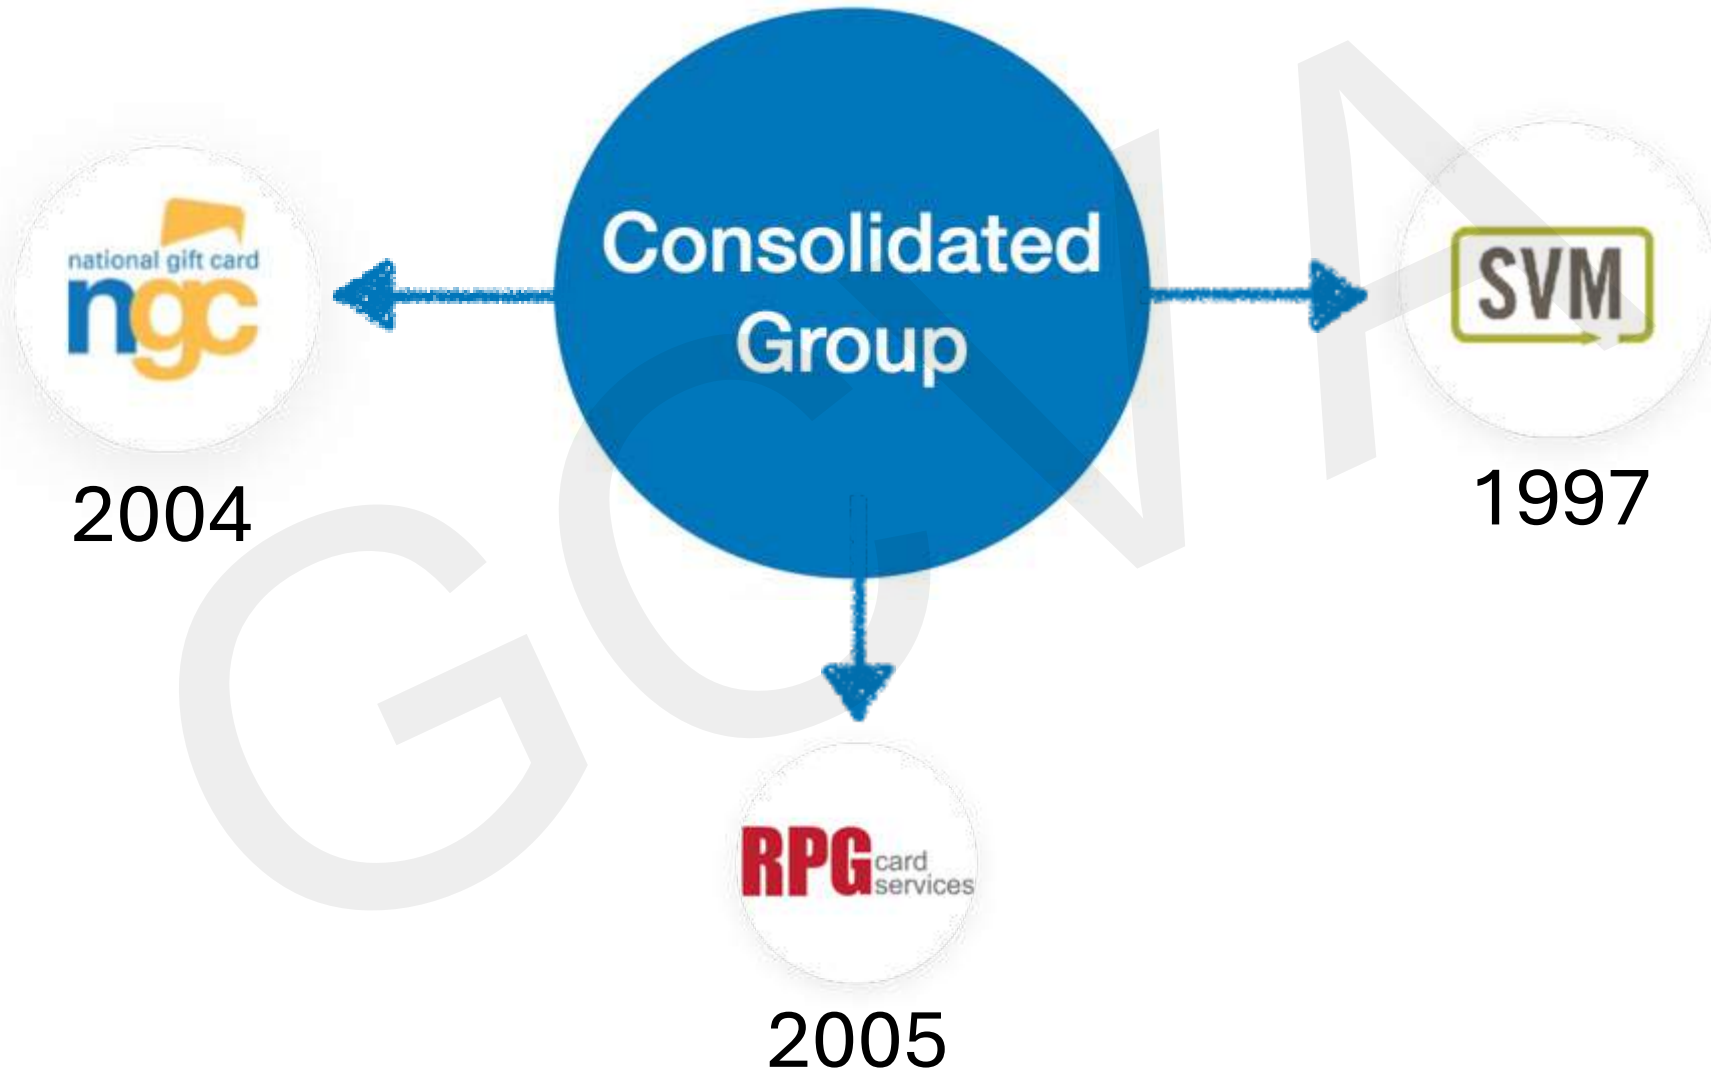 Consolidated
Group
national gift card
ngc
2004
SVM
1997
RPG card
services
2005
GCVA